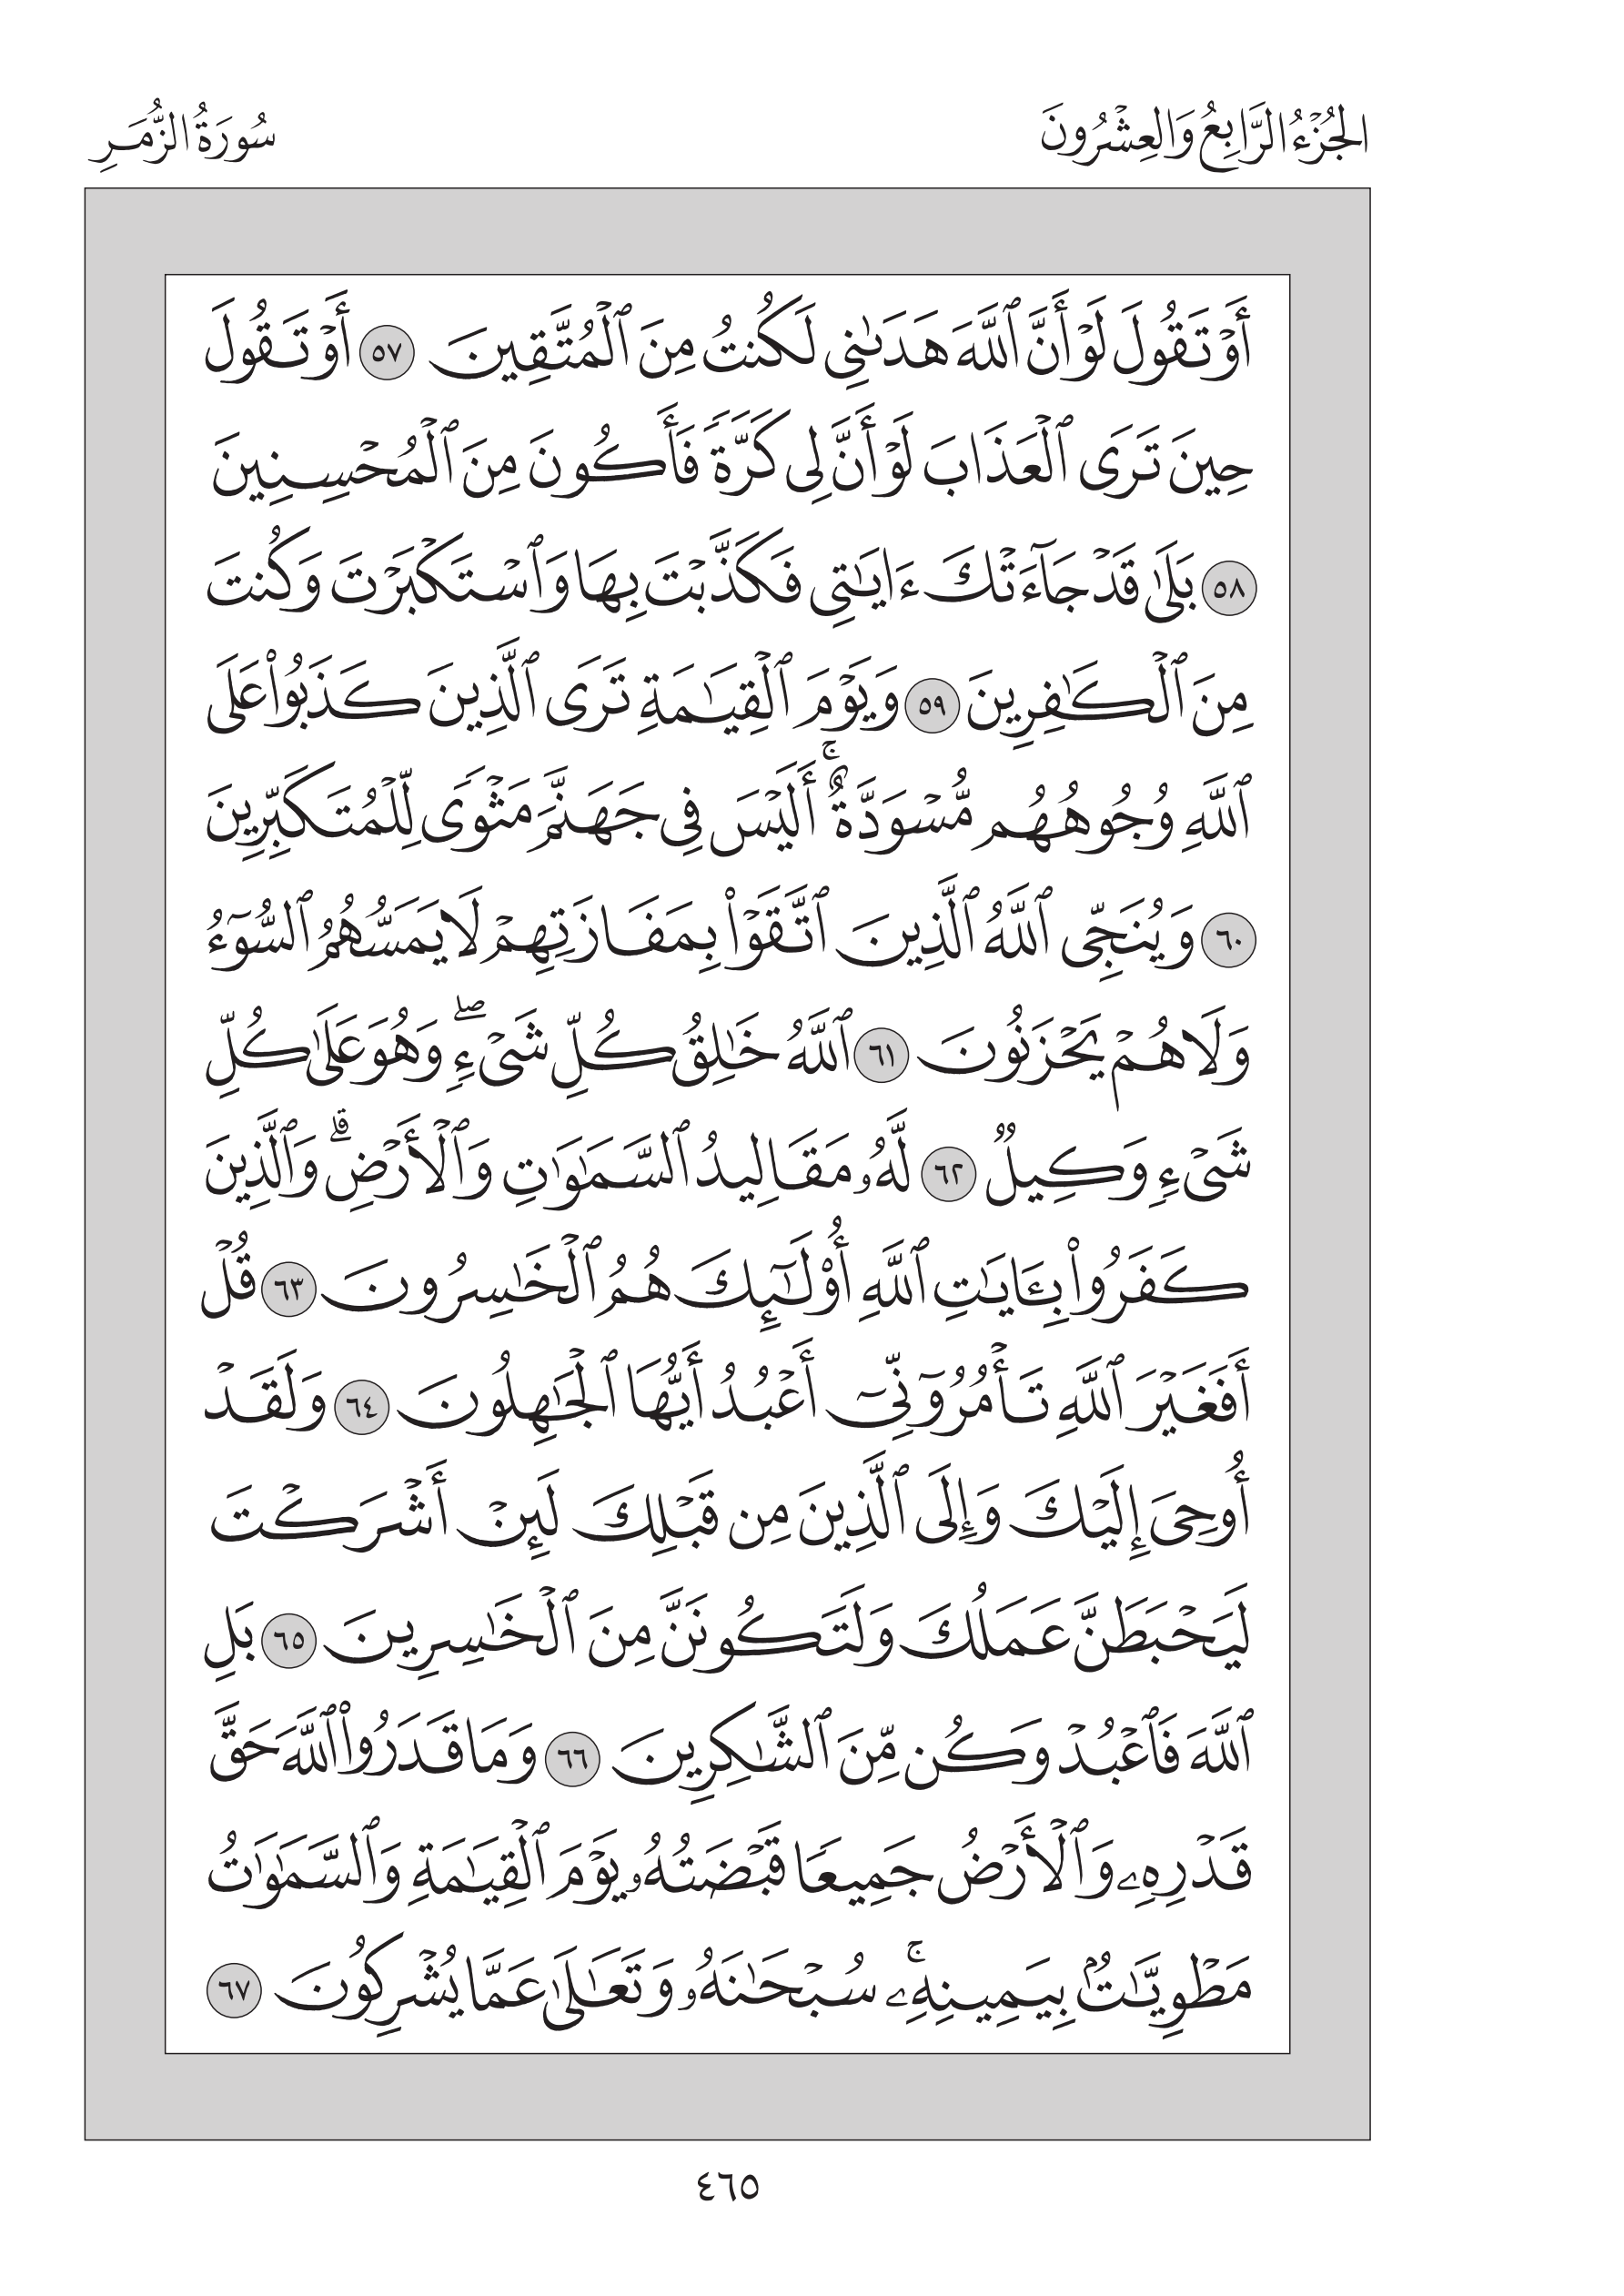 الجُزْءُ الرَّابِعُ وَالعِشْرُونَ
سُورَةُ الزُّمَرِ
أَوْ تَقُولَ لَوْ أَنَّ ٱللَّهَ هَدَىٰنِي لَكُنتُ مِنَ ٱلْمُتَّقِينَ ٥٧ أَوْ تَقُولَ
حِينَ تَرَى ٱلْعَذَابَ لَوْ أَنَّ لِي كَرَّةً فَأَكُونَ مِنَ ٱلْمُحْسِنِينَ
٥٨ بَلَىٰ قَدْ جَآءَتْكَ ءَايَٰتِي فَكَذَّبْتَ بِهَا وَٱسْتَكْبَرْتَ وَكُنتَ
مِنَ ٱلْكَٰفِرِينَ ٥٩ وَيَوْمَ ٱلْقِيَٰمَةِ تَرَى ٱلَّذِينَ كَذَبُوا۟ عَلَى
ٱللَّهِ وُجُوهُهُم مُّسْوَدَّةٌ ۚ أَلَيْسَ فِي جَهَنَّمَ مَثْوًى لِّلْمُتَكَبِّرِينَ
٦٠ وَيُنَجِّي ٱللَّهُ ٱلَّذِينَ ٱتَّقَوْا۟ بِمَفَازَتِهِمْ لَا يَمَسُّهُمُ ٱلسُّوٓءُ
وَلَا هُمْ يَحْزَنُونَ ٦١ ٱللَّهُ خَٰلِقُ كُلِّ شَىْءٍ ۖ وَهُوَ عَلَىٰ كُلِّ
شَىْءٍ وَكِيلٌ ٦٢ لَّهُۥ مَقَالِيدُ ٱلسَّمَٰوَٰتِ وَٱلْأَرْضِ ۗ وَٱلَّذِينَ
كَفَرُوا۟ بِـَٔايَٰتِ ٱللَّهِ أُو۟لَٰٓئِكَ هُمُ ٱلْخَٰسِرُونَ ٦٣ قُلْ
أَفَغَيْرَ ٱللَّهِ تَأْمُرُوٓنِّىٓ أَعْبُدُ أَيُّهَا ٱلْجَٰهِلُونَ ٦٤ وَلَقَدْ
أُوحِىَ إِلَيْكَ وَإِلَى ٱلَّذِينَ مِن قَبْلِكَ لَئِنْ أَشْرَكْتَ
لَيَحْبَطَنَّ عَمَلُكَ وَلَتَكُونَنَّ مِنَ ٱلْخَٰسِرِينَ ٦٥ بَلِ
ٱللَّهَ فَٱعْبُدْ وَكُن مِّنَ ٱلشَّٰكِرِينَ ٦٦ وَمَا قَدَرُوا۟ ٱللَّهَ حَقَّ
قَدْرِهِۦ وَٱلْأَرْضُ جَمِيعًا قَبْضَتُهُۥ يَوْمَ ٱلْقِيَٰمَةِ وَٱلسَّمَٰوَٰتُ
مَطْوِيَّٰتٌۢ بِيَمِينِهِۦ ۚ سُبْحَٰنَهُۥ وَتَعَٰلَىٰ عَمَّا يُشْرِكُونَ ٦٧
٤٦٥